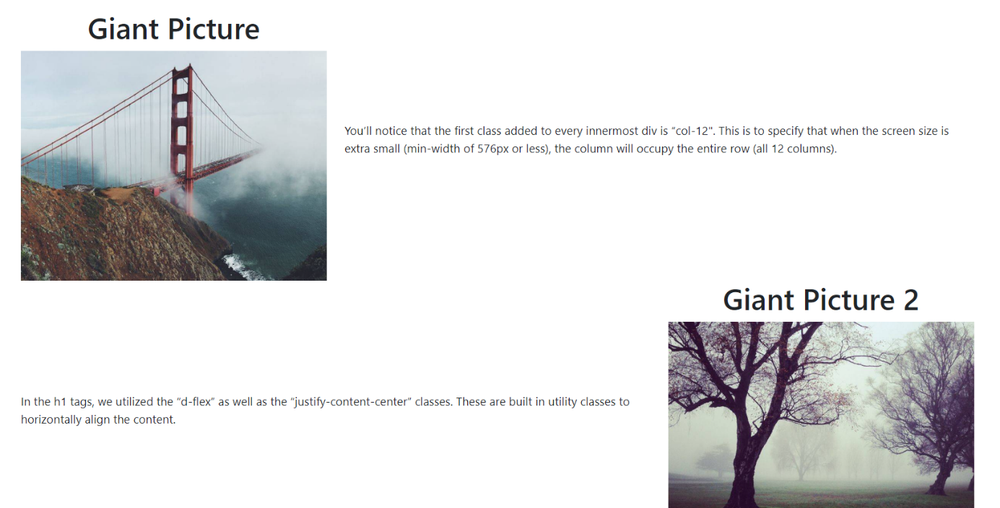 Giant Picture
You'll notice that the first class added to every innermost div is “col-12". This is to specify that when the screen size is
extra small (min-width of 576px or less), the column will occupy the entire row (all 12 columns).
Giant Picture 2
In the h1 tags, we utilized the “d-flex” as well as the “justify-content-center” classes. These are built in utility classes to
horizontally align the content.